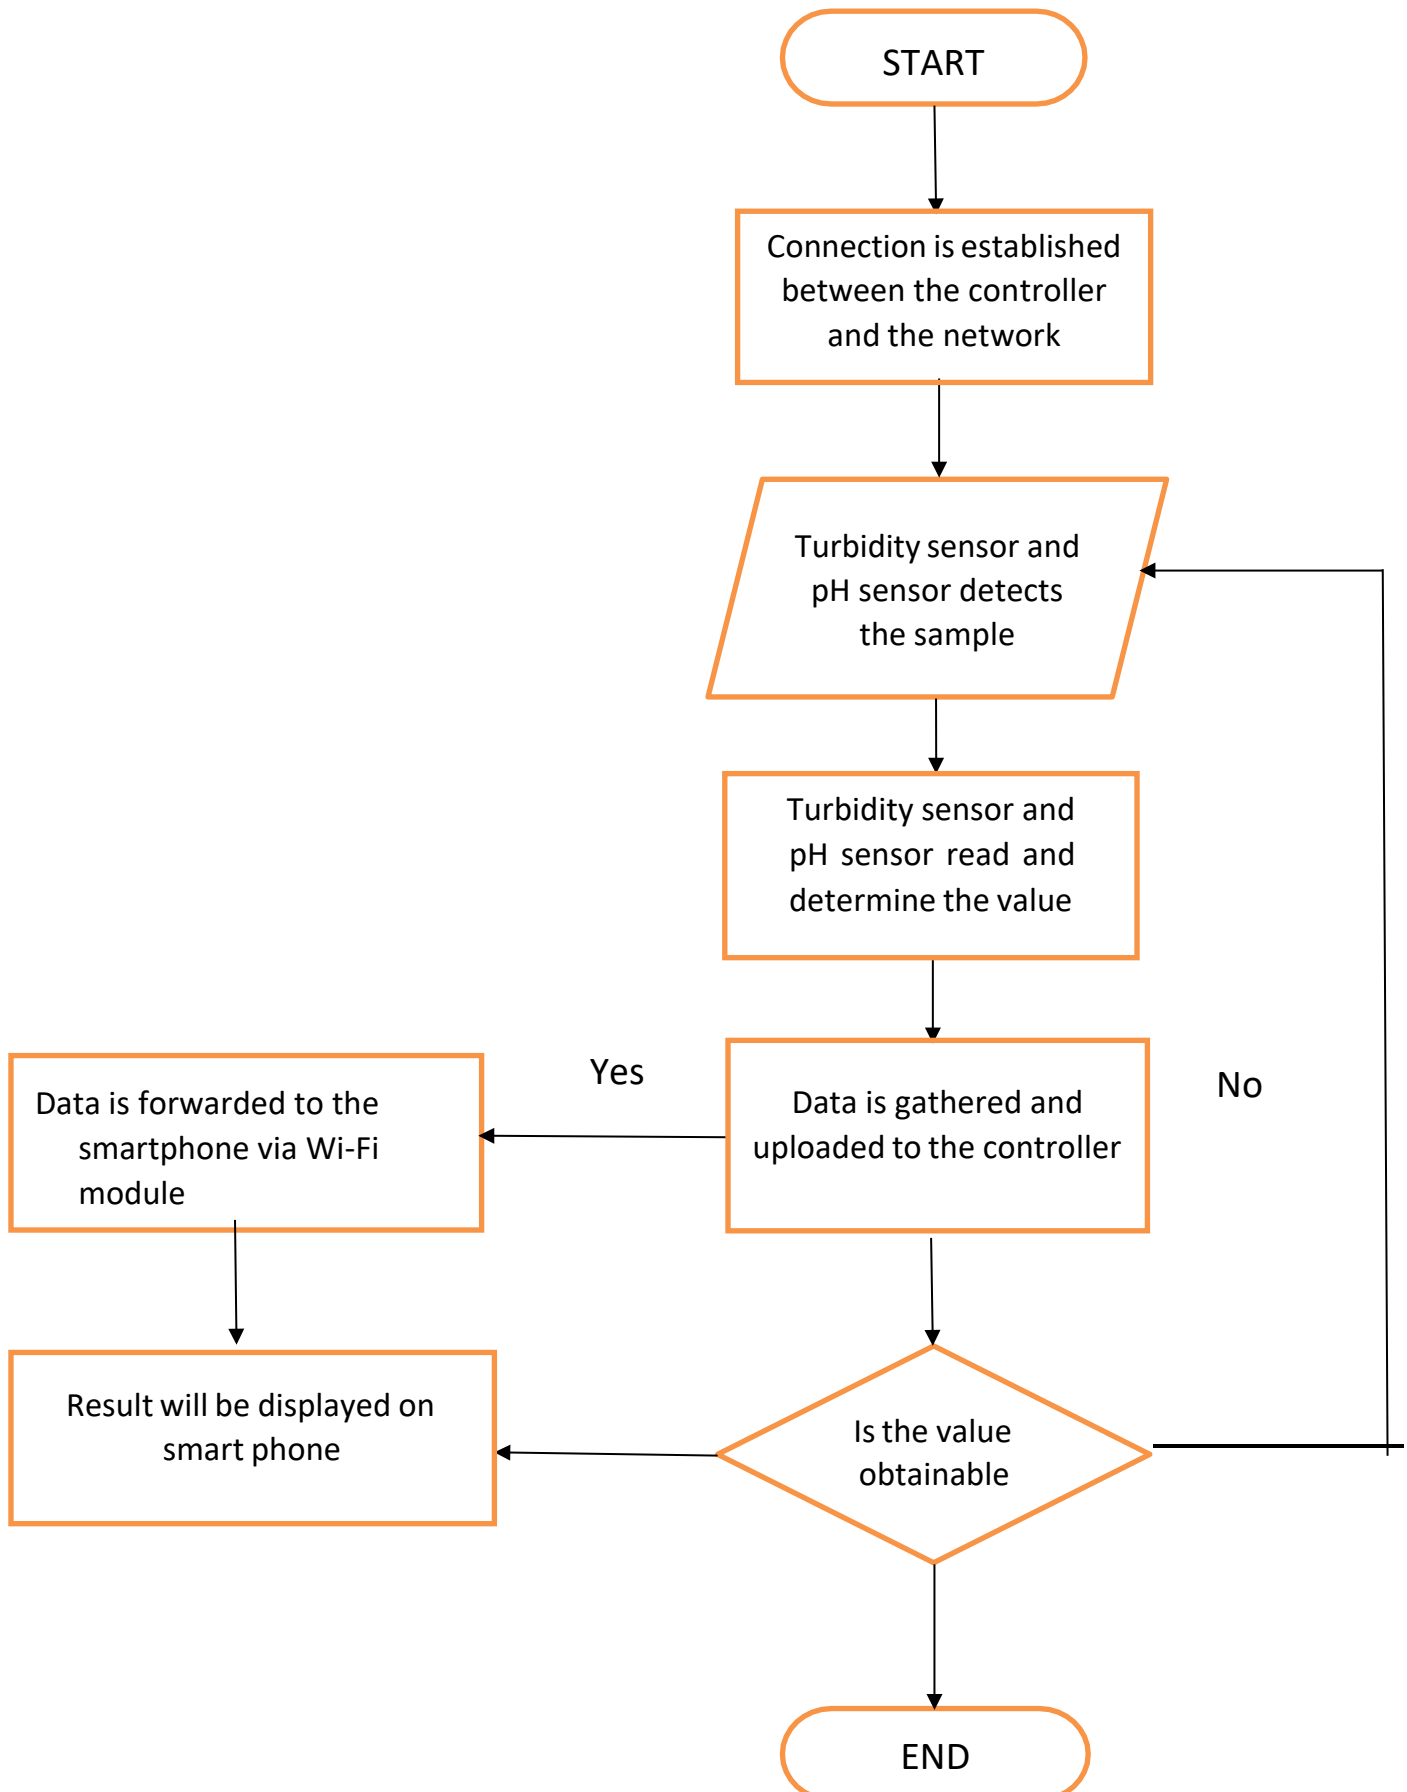 START
Connection is established
between the controller
and the network
Turbidity sensor and
pH sensor detects
the sample
Turbidity sensor and
pH sensor read and
determine the value
Yes
No
Data is forwarded to the
smartphone via Wi-Fi
module
Data is gathered and
uploaded to the controller
Result will be displayed on
smart phone
Is the value
obtainable
END